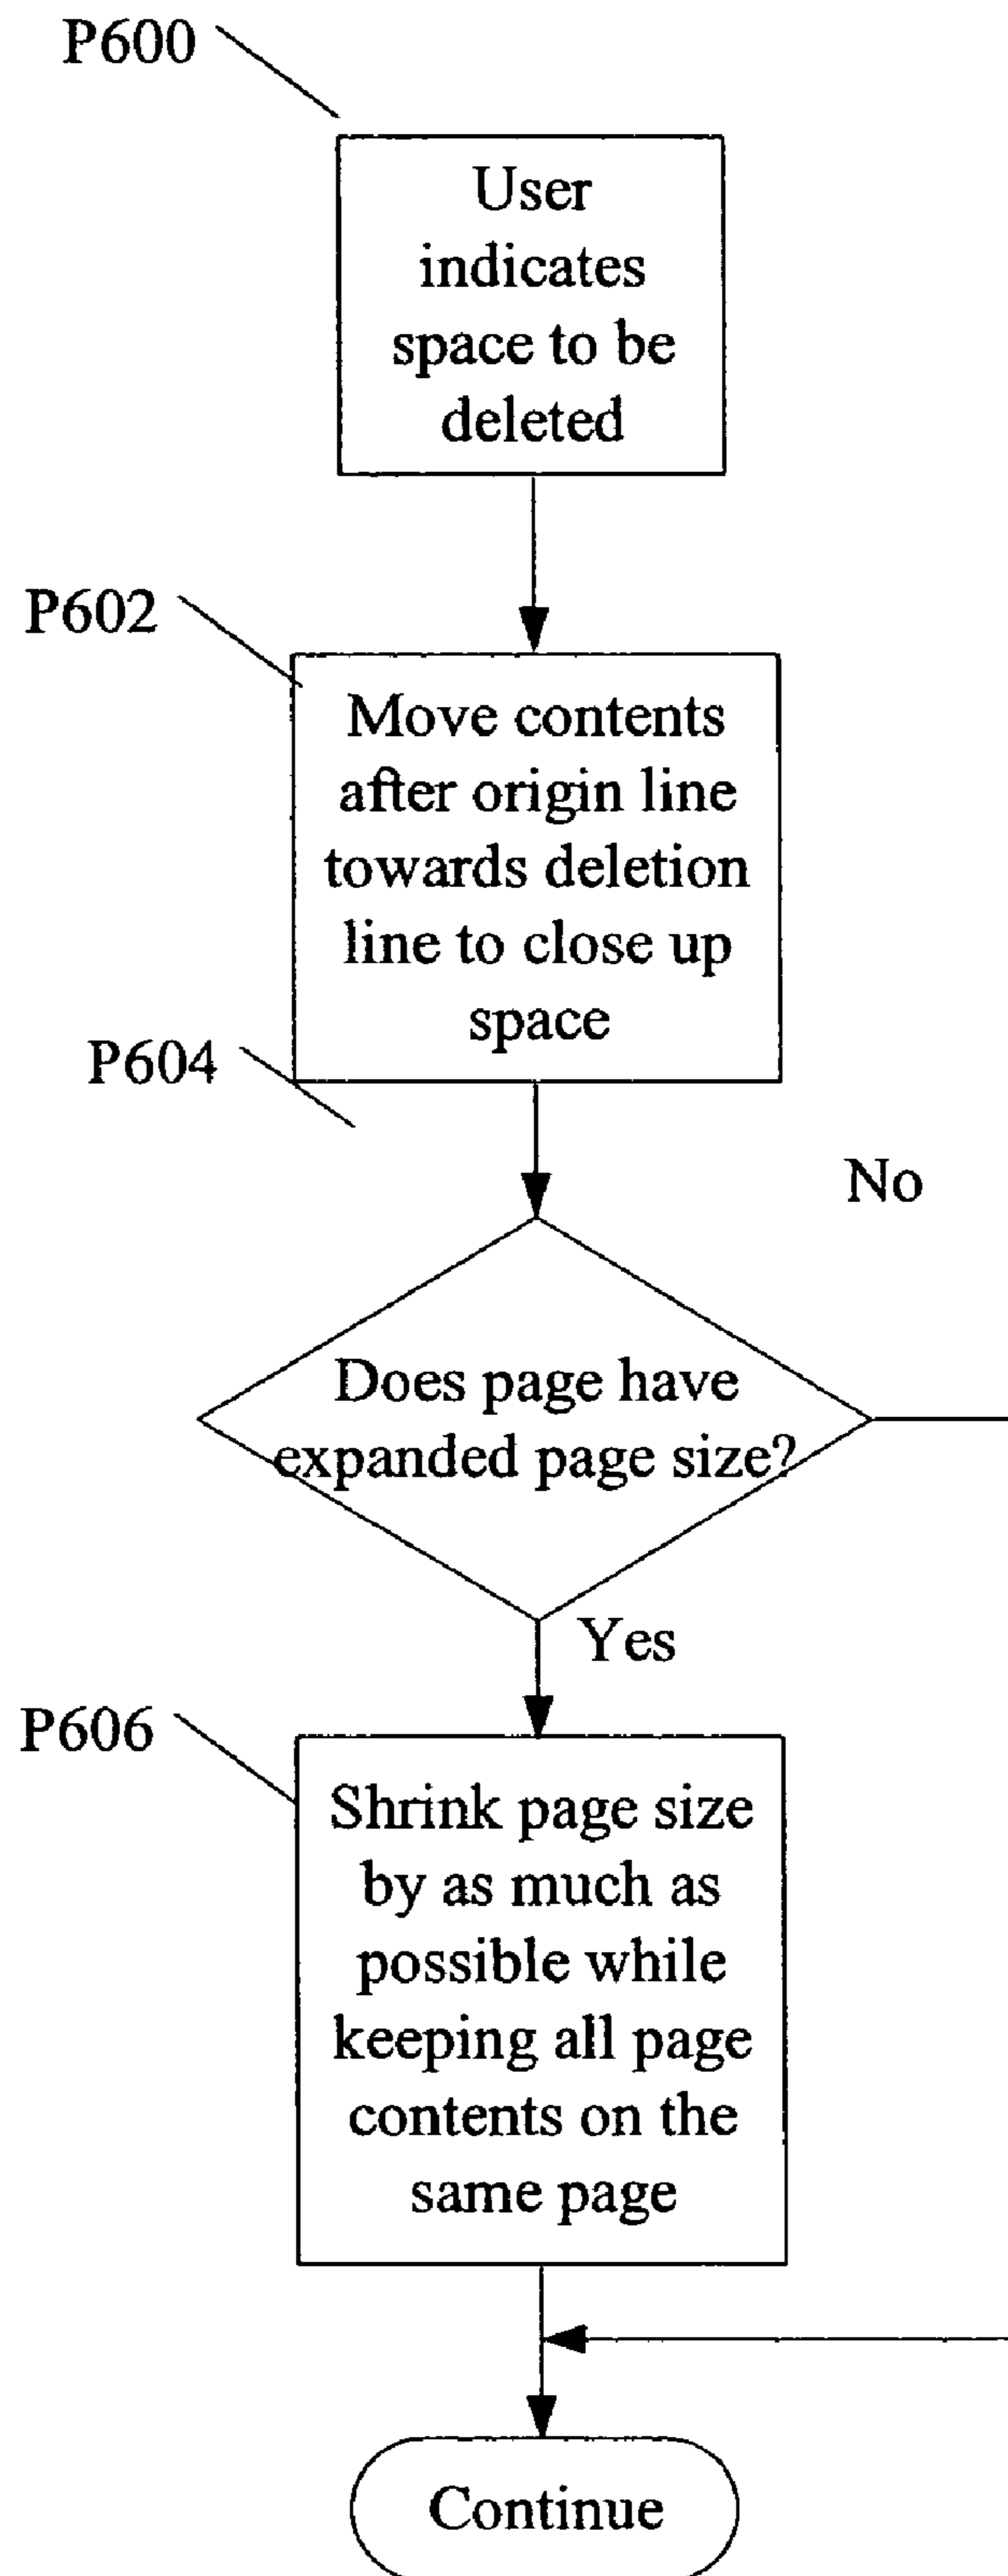 P600
User
indicates
space to be
deleted
P602
Move contents
after origin line
towards deletion
line to close up
space
P604
No
Does page have
expanded page size?
Yes
P606
Shrink page size
by as much as
possible while
keeping all page
contents on the
same page
Continue